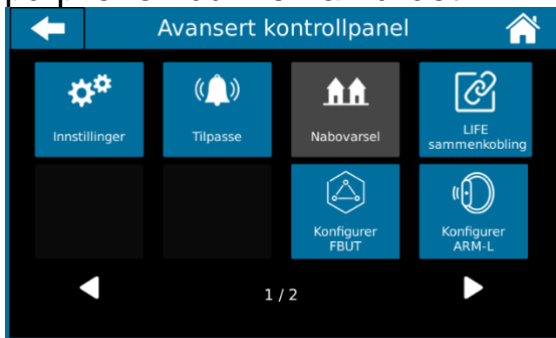 Avansert kontrollpanel
Innstillinger
Tilpasse
Nabovarsel
LIFE
sammenkobling
Konfigurer
FBUT
Konfigurer
ARM-L
1 / 2